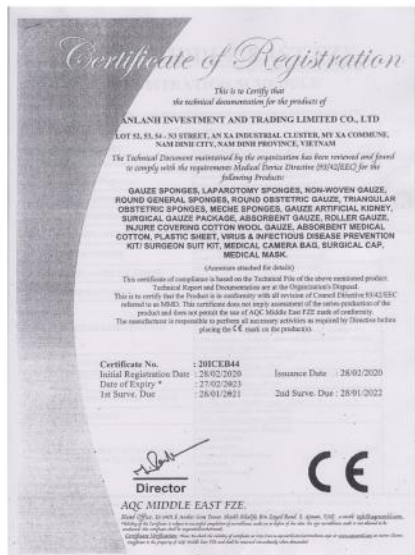 Certificate of Registration
This is to Certify that
the technical documentation for the products of
ANLANH INVESTMENT AND TRADING LIMITED CO., LTD
LOT 52, 53, 54 - N3 STREET, AN XA INDUSTRIAL CLUSTER, MY XA COMMUNE,
NAM DINH CITY, NAM DINH PROVINCE, VIETNAM
The Technical Document maintained by the organization has been reviewed and found
to comply with the requirements Medical Device Directive (93/42/EEC) for the
following Products:
GAUZE SPONGES, LAPAROTOMY SPONGES, NON-WOVEN GAUZE,
ROUND GENERAL SPONGES, ROUND OBSTETRIC GAUZE, TRIANGULAR
OBSTETRIC SPONGES, MECHE SPONGES, GAUZE ARTIFICIAL KIDNEY,
SURGICAL GAUZE PACKAGE, ABSORBENT GAUZE, ROLLER GAUZE,
INJURE COVERING COTTON WOOL GAUZE, ABSORBENT MEDICAL
COTTON, PLASTIC SHEET, VIRUS & INFECTIOUS DISEASE PREVENTION
KIT/ SURGEON SUIT KIT, MEDICAL CAMERA BAG, SURGICAL CAP,
MEDICAL MASK.
(Annexure attached for details)
This certificate of compliance is based on the Technical File of the above mentioned product.
Technical Report and Documentation are at the Organization's Disposal.
This is to certify that the Product is in conformity with all revision of Council Directive 93/42/EEC
referred to as MMD. This certificate does not imply assessment of the series-production of the
product and does not permit the use of AQC Middle East FZE mark of conformity.
The manufacturer is responsible to perform all necessary activities as required by Directive before
placing the CE mark on the product(s).
Certificate No. : 20ICEB44
Initial Registration Date : 28/02/2020 Issuance Date : 28/02/2020
Date of Expiry * : 27/02/2023
1st Surve. Due : 28/01/2021 2nd Surve. Due : 28/01/2022
Director
CE
AQC MIDDLE EAST FZE.